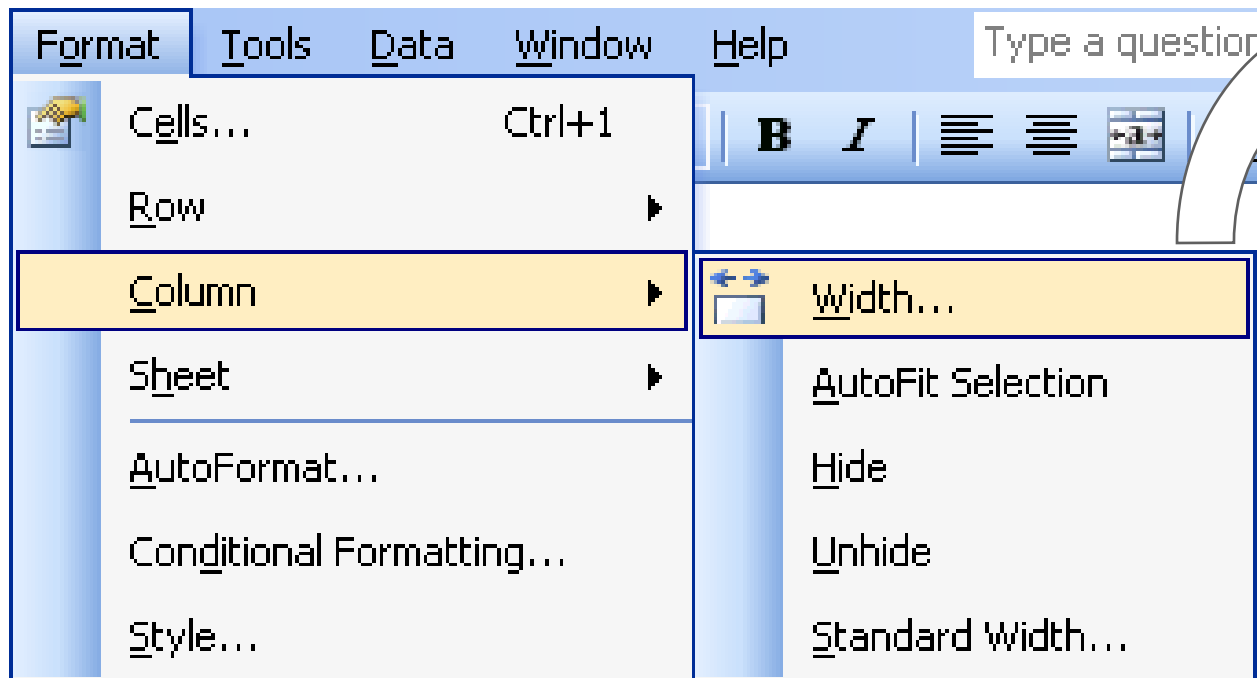 Format Tools Data Window Help Type a question
Cells... Ctrl+1
B I a
Row
Column
Sheet
AutoFormat...
Conditional Formatting...
Style...
Width...
AutoFit Selection
Hide
Unhide
Standard Width...